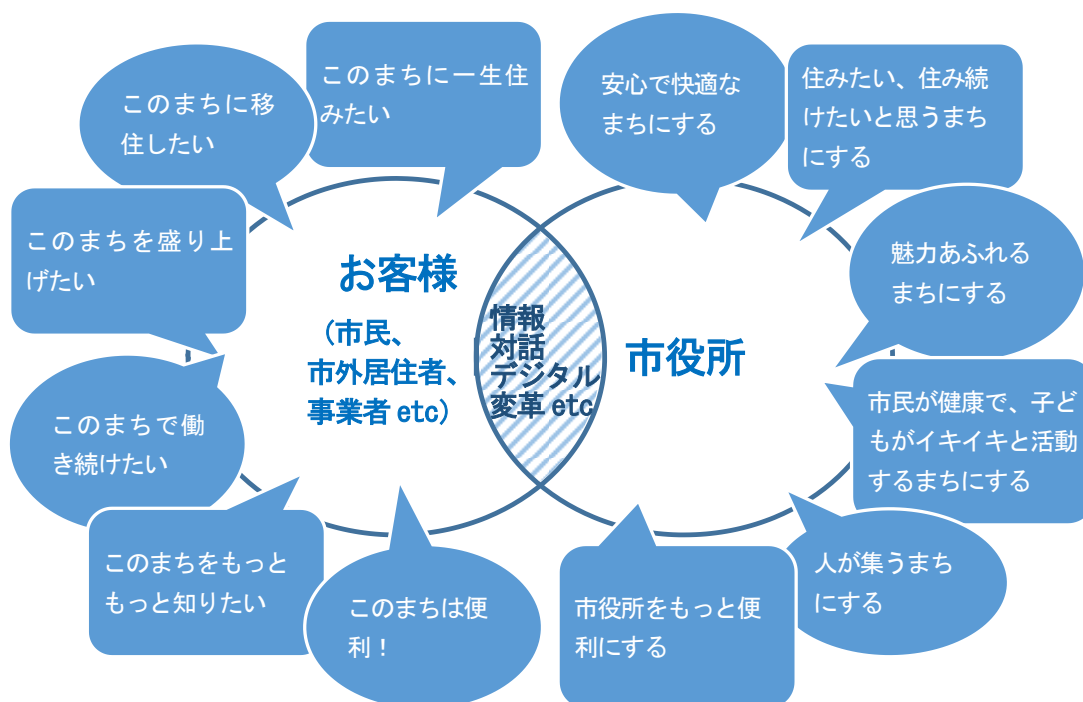 このまちに移
住したい
このまちに一生住
みたい
安心で快適な
まちにする
住みたい、住み続
けたいと思うまち
にする
このまちを盛り上
げたい
お客様
（市民、
市外居住者、
事業者 etc）
情報
対話
デジタル
変革 etc
市役所
魅力あふれる
まちにする
このまちで働
き続けたい
市民が健康で、子ど
もがイキイキと活動
するまちにする
このまちをもっと
もっと知りたい
このまちは便
利！
市役所をもっと便
利にする
人が集うまち
にする